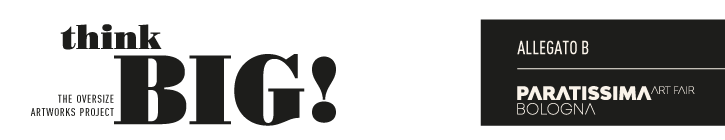 think
BIG!
THE OVERSIZE
ARTWORKS PROJECT
ALLEGATO B
PARATISSIMA ART FAIR
BOLOGNA